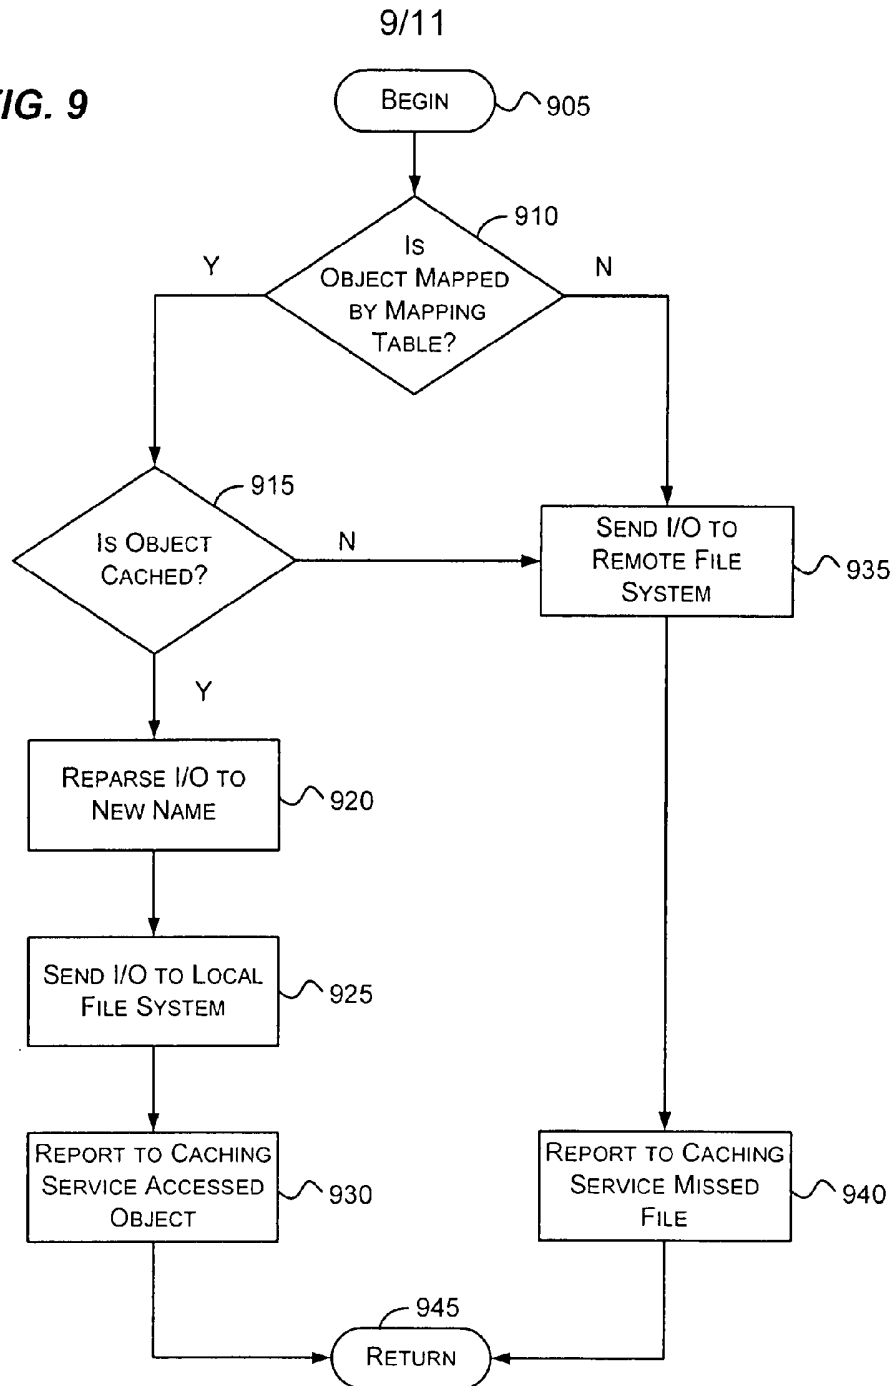 9/11
IG. 9
BEGIN
905
910
IS
OBJECT MAPPED
BY MAPPING
TABLE?
Y
N
915
IS OBJECT
CACHED?
N
SEND I/O TO
REMOTE FILE
SYSTEM
935
Y
REPARSE I/O TO
NEW NAME
920
SEND I/O TO LOCAL
FILE SYSTEM
925
REPORT TO CACHING
SERVICE ACCESSED
OBJECT
930
REPORT TO CACHING
SERVICE MISSED
FILE
940
945
RETURN